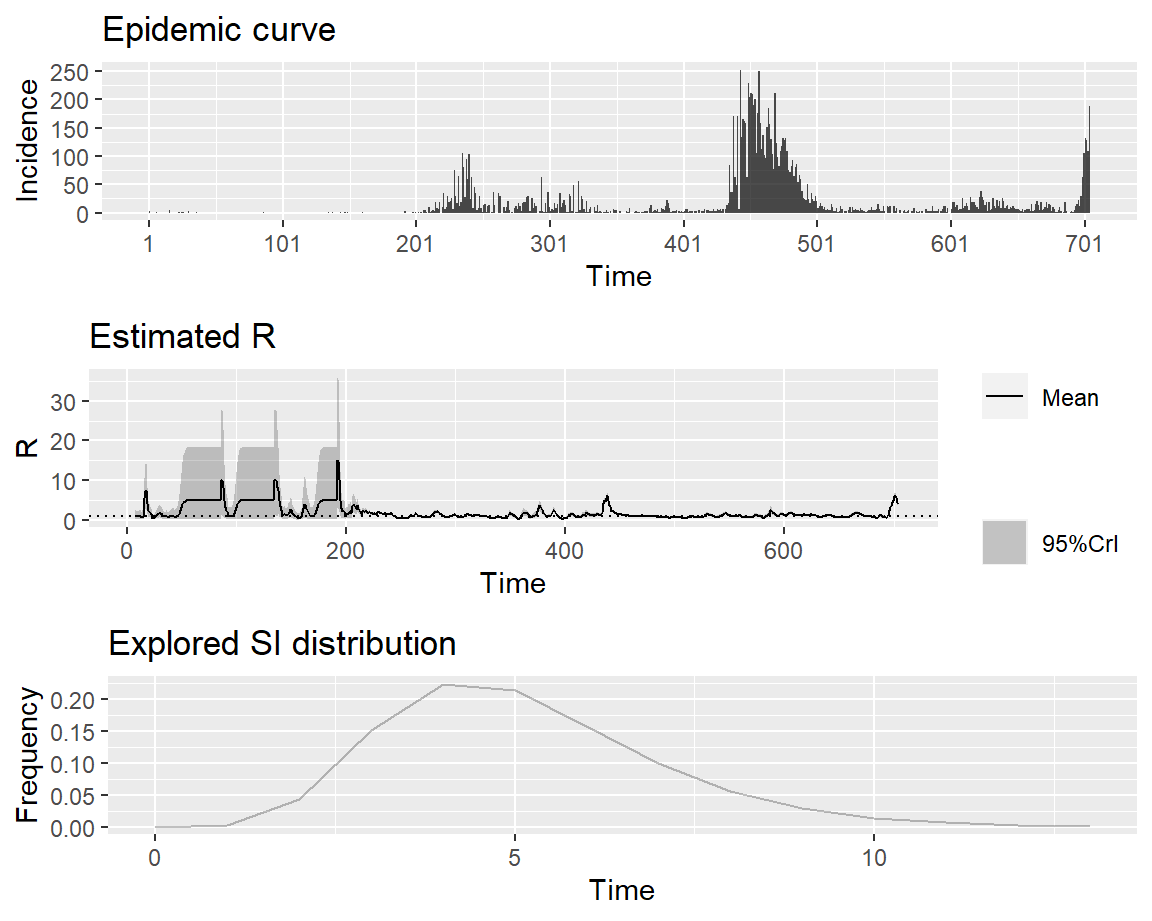 Epidemic curve
Incidence
250
200
150
100
50
0
1 101 201 301 401 501 601 701
Time
Estimated R
R
30
20
10
0
0 200 400 600
Time
Mean
95%CrI
Explored SI distribution
Frequency
0.20
0.15
0.10
0.05
0.00
0 5 10
Time